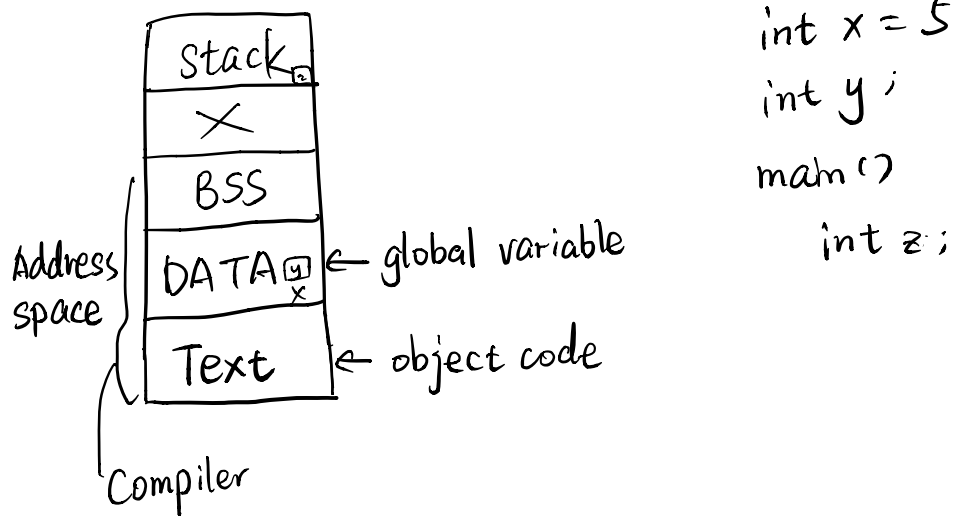 stack z
X
BSS
DATA y
x
Text
Address
space
Compiler
← global variable
← object code
int x = 5
int y ;
main ()
int z ;